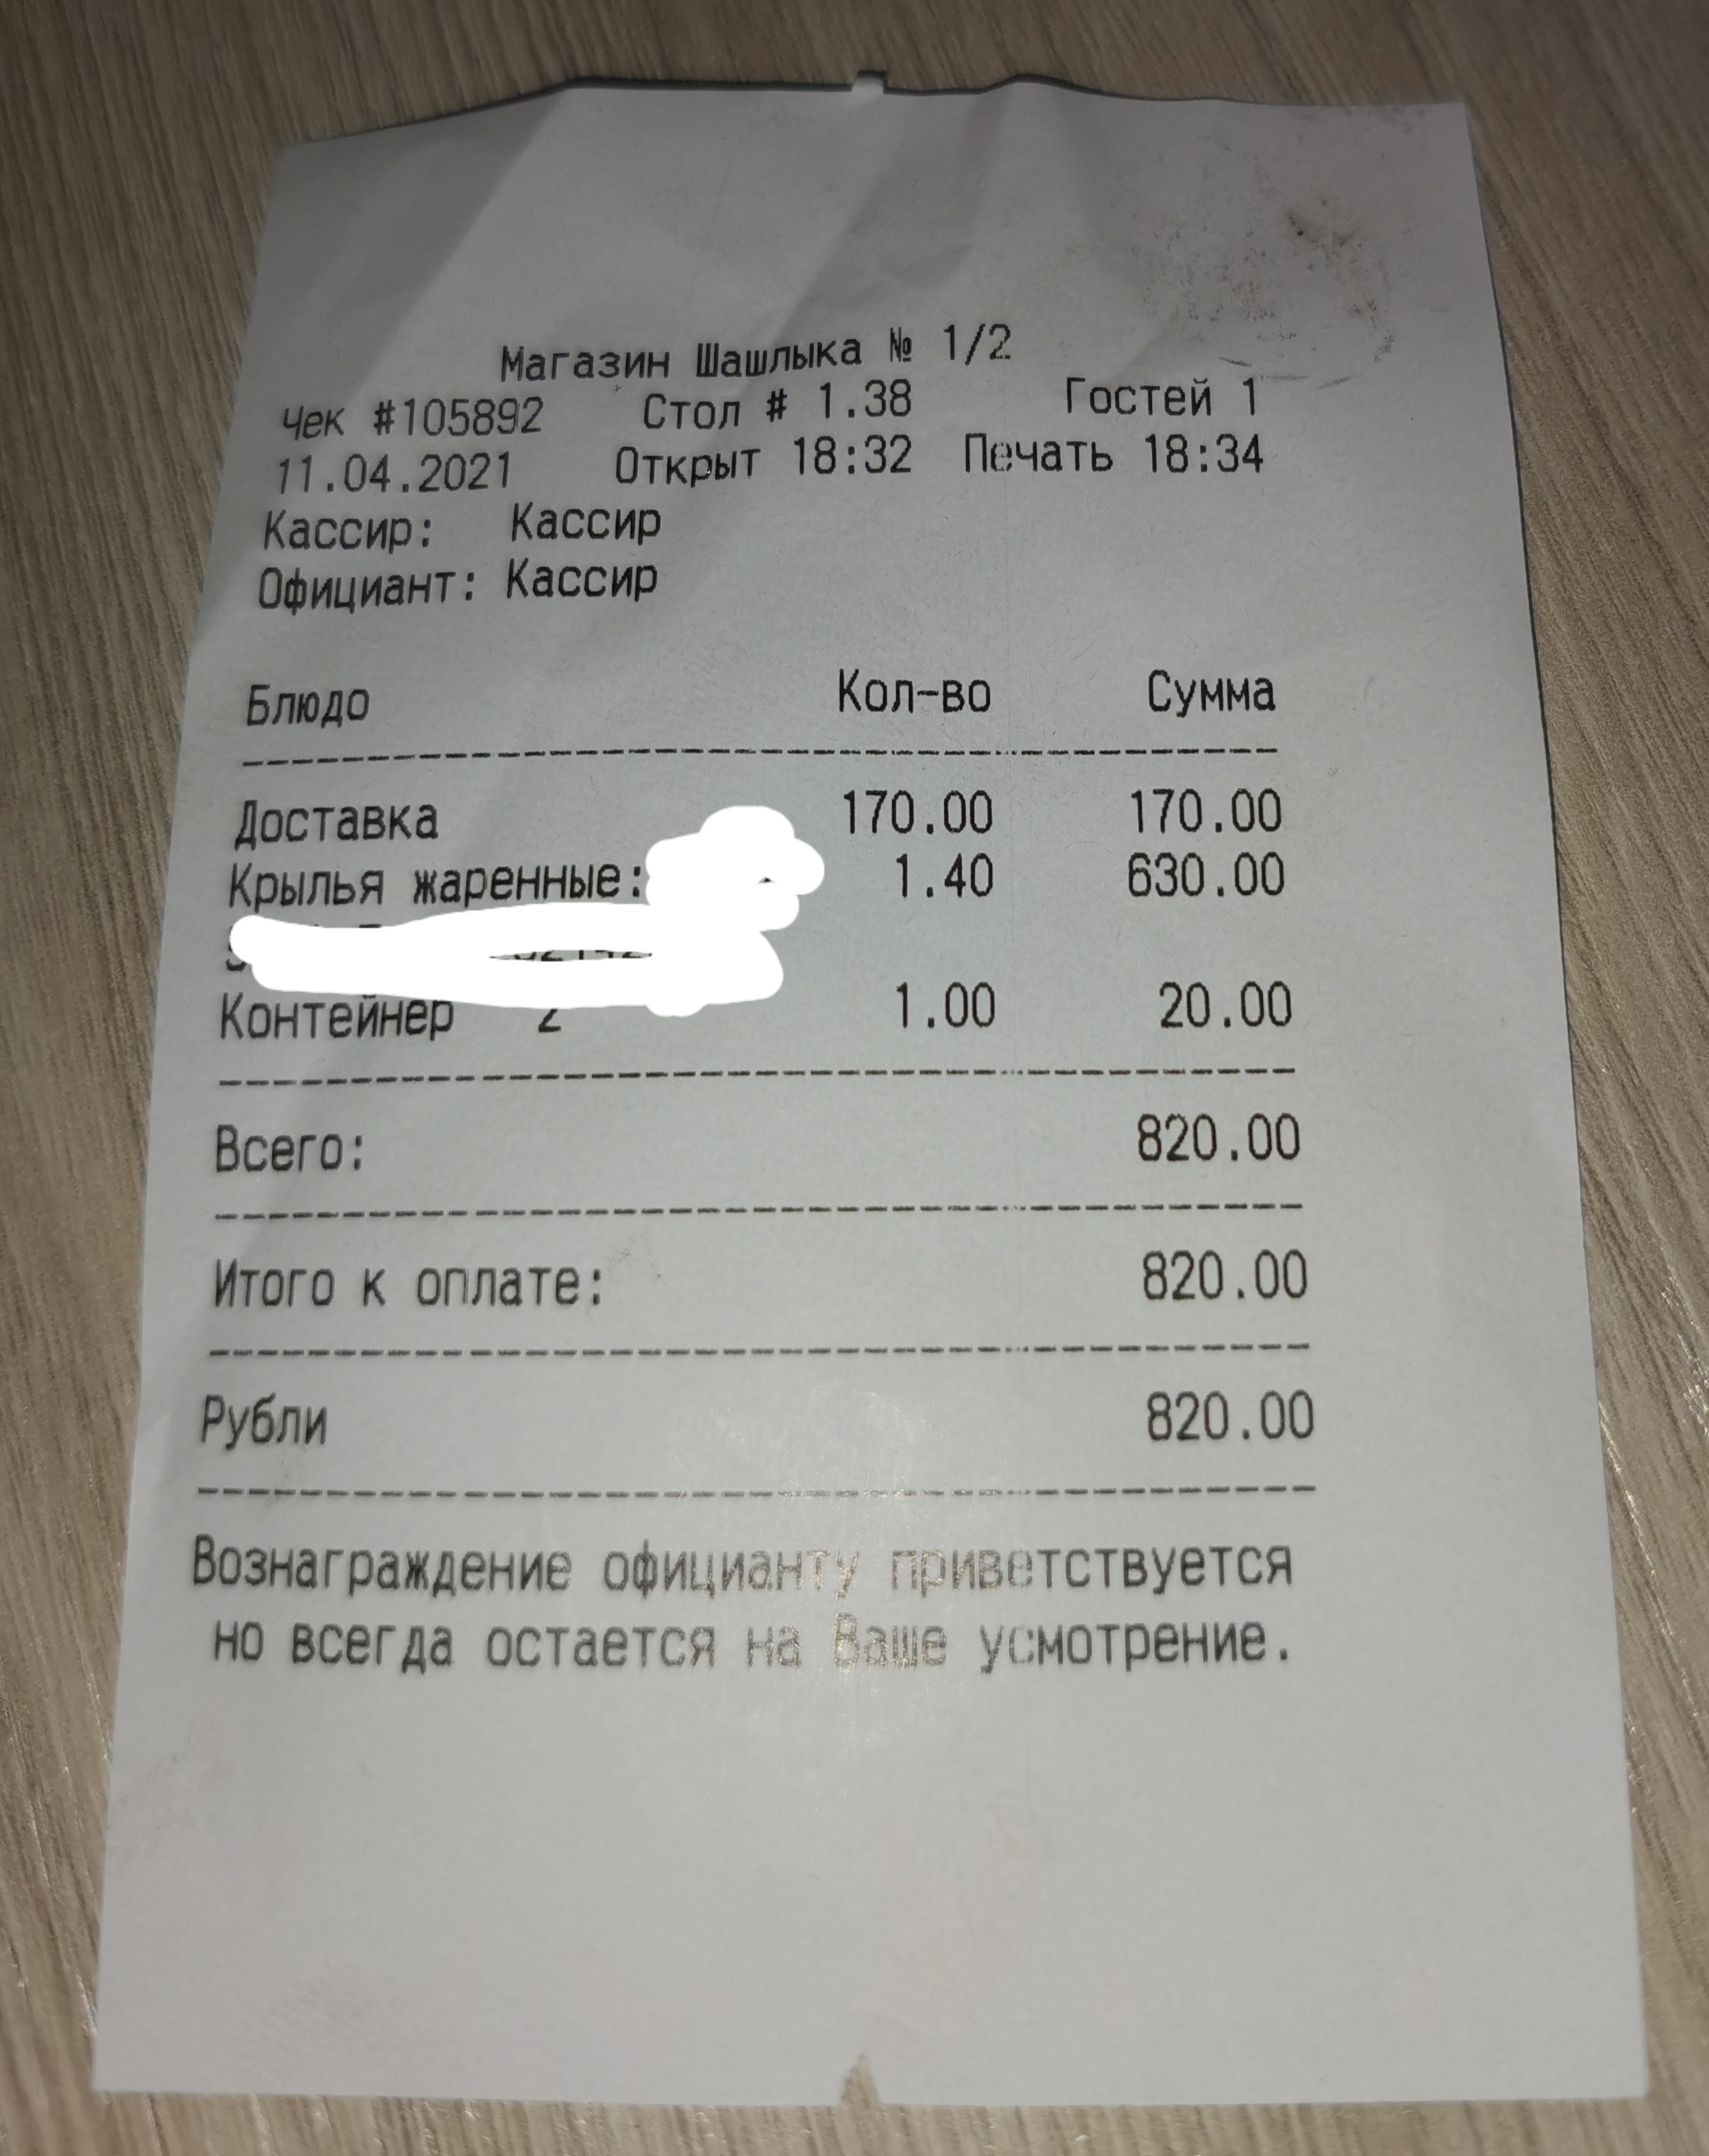 Магазин Шашлыка № 1/2
Чек #105892 Стол # 1.38 Гостей 1
11.04.2021 Открыт 18:32 Печать 18:34
Кассир: Кассир
Официант: Кассир
Блюдо Кол-во Сумма
Доставка 170.00 170.00
Крылья жаренные: 1.40 630.00
Контейнер 2 1.00 20.00
Всего: 820.00
Итого к оплате: 820.00
Рубли 820.00
Вознаграждение официанту приветствуется
но всегда остается на Ваше усмотрение.